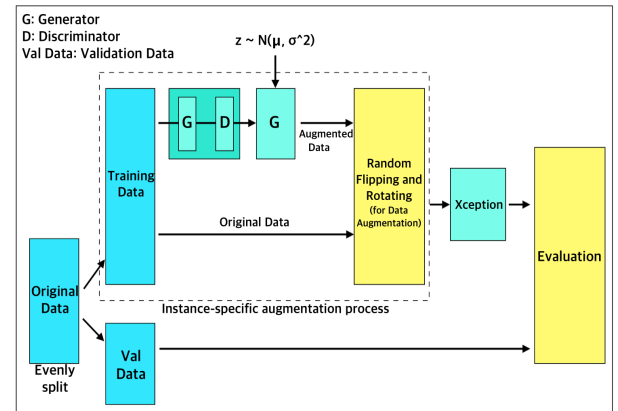 G: Generator
D: Discriminator
Val Data: Validation Data
z ~ N(μ, σ^2)
G
D
G
Augmented
Data
Training
Data
Random
Flipping and
Rotating
(for Data
Augmentation)
Xception
Evaluation
Original Data
Original
Data
Instance-specific augmentation process
Evenly
split
Val
Data